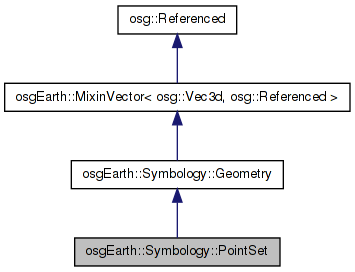 osg::Referenced
osgEarth::MixinVector< osg::Vec3d, osg::Referenced >
osgEarth::Symbology::Geometry
osgEarth::Symbology::PointSet